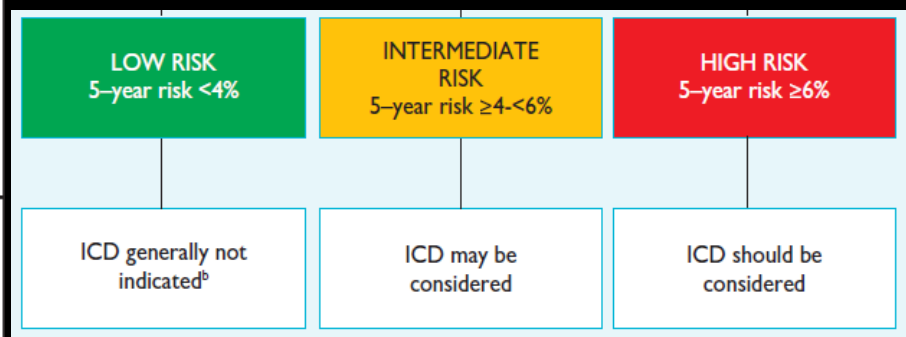 LOW RISK
5–year risk <4%
INTERMEDIATE
RISK
5–year risk ≥4-<6%
HIGH RISK
5–year risk ≥6%
ICD generally not
indicatedᵇ
ICD may be
considered
ICD should be
considered